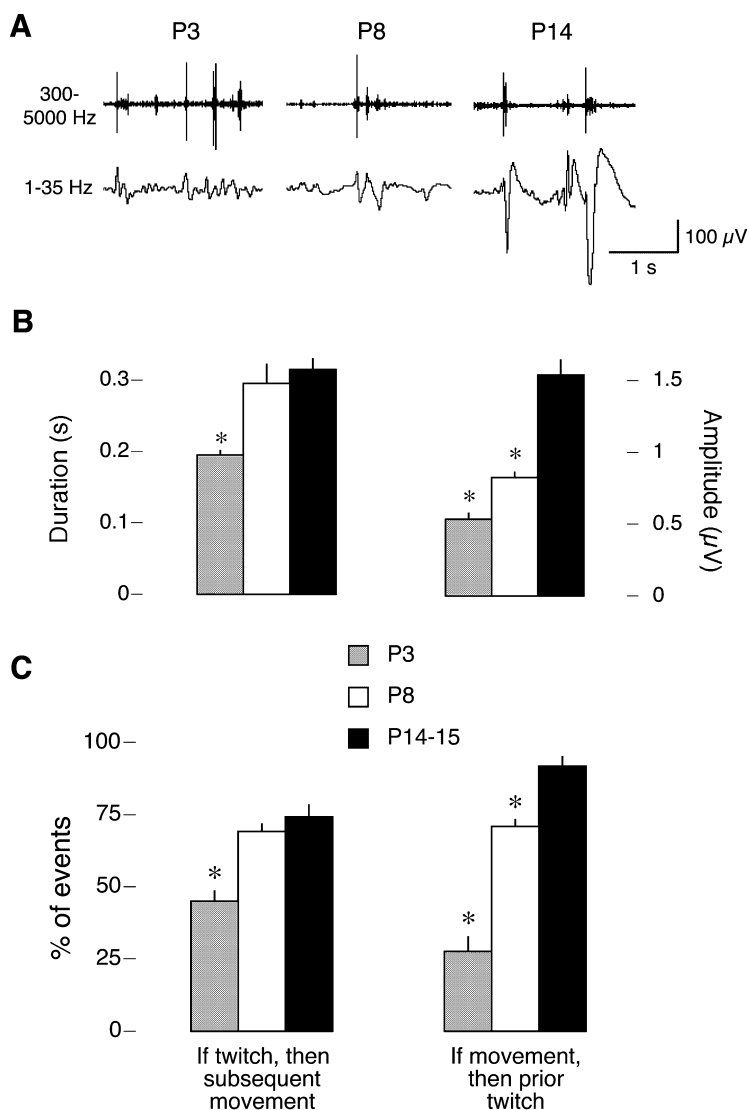 A
P3
P8
P14
300-
5000 Hz
1-35 Hz
100 µV
1 s
B
0.3
0.2
0.1
0
Duration (s)
*
*
*
1.5
1
0.5
0
Amplitude (µV)
P3
P8
P14-15
C
100
75
50
25
0
% of events
*
*
*
If twitch, then
subsequent
movement
If movement,
then prior
twitch